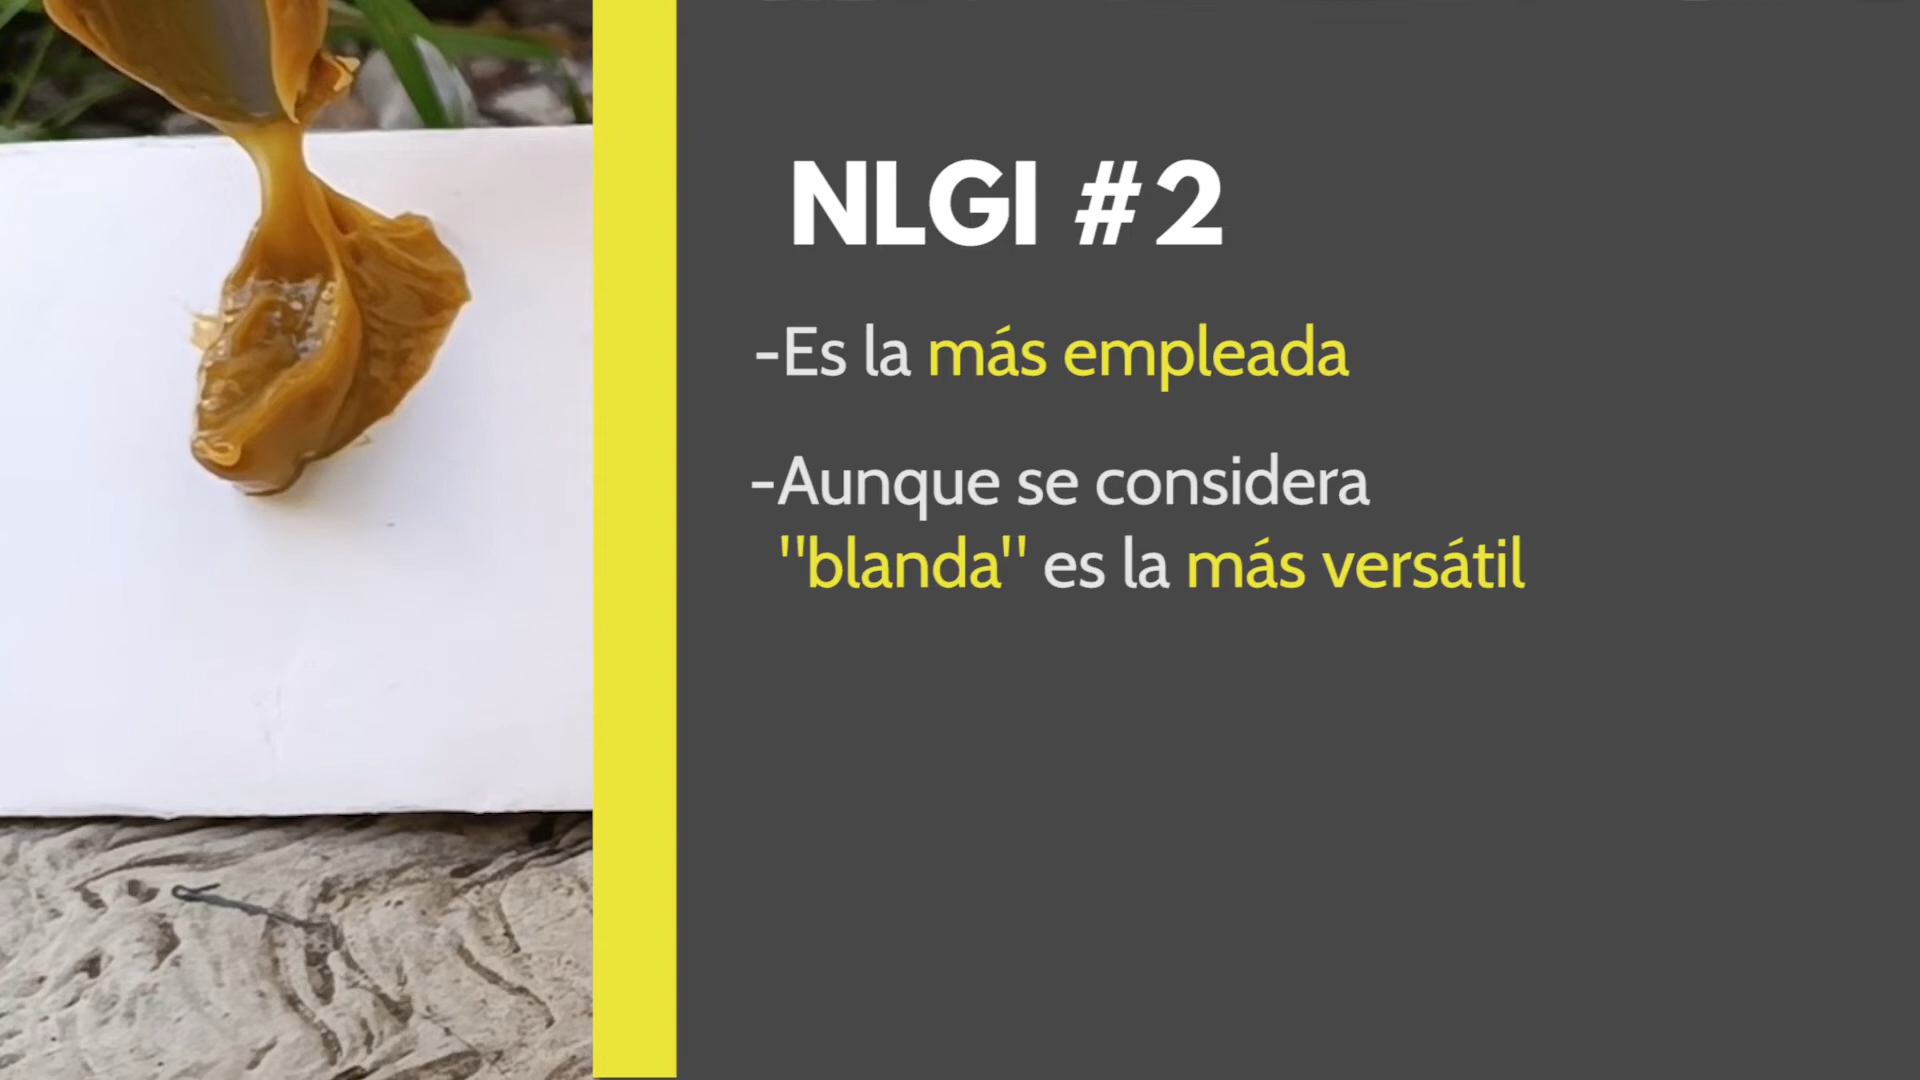 NLGI #2
-Es la más empleada
-Aunque se considera
"blanda" es la más versátil